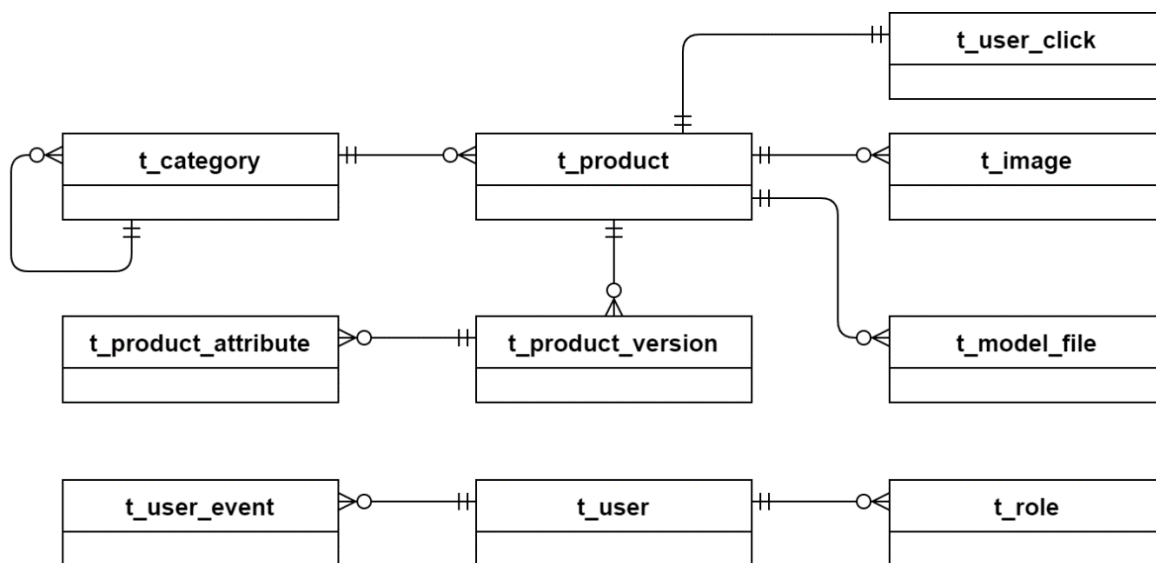 t_user_click
t_category
t_product
t_image
t_product_attribute
t_product_version
t_model_file
t_user_event
t_user
t_role